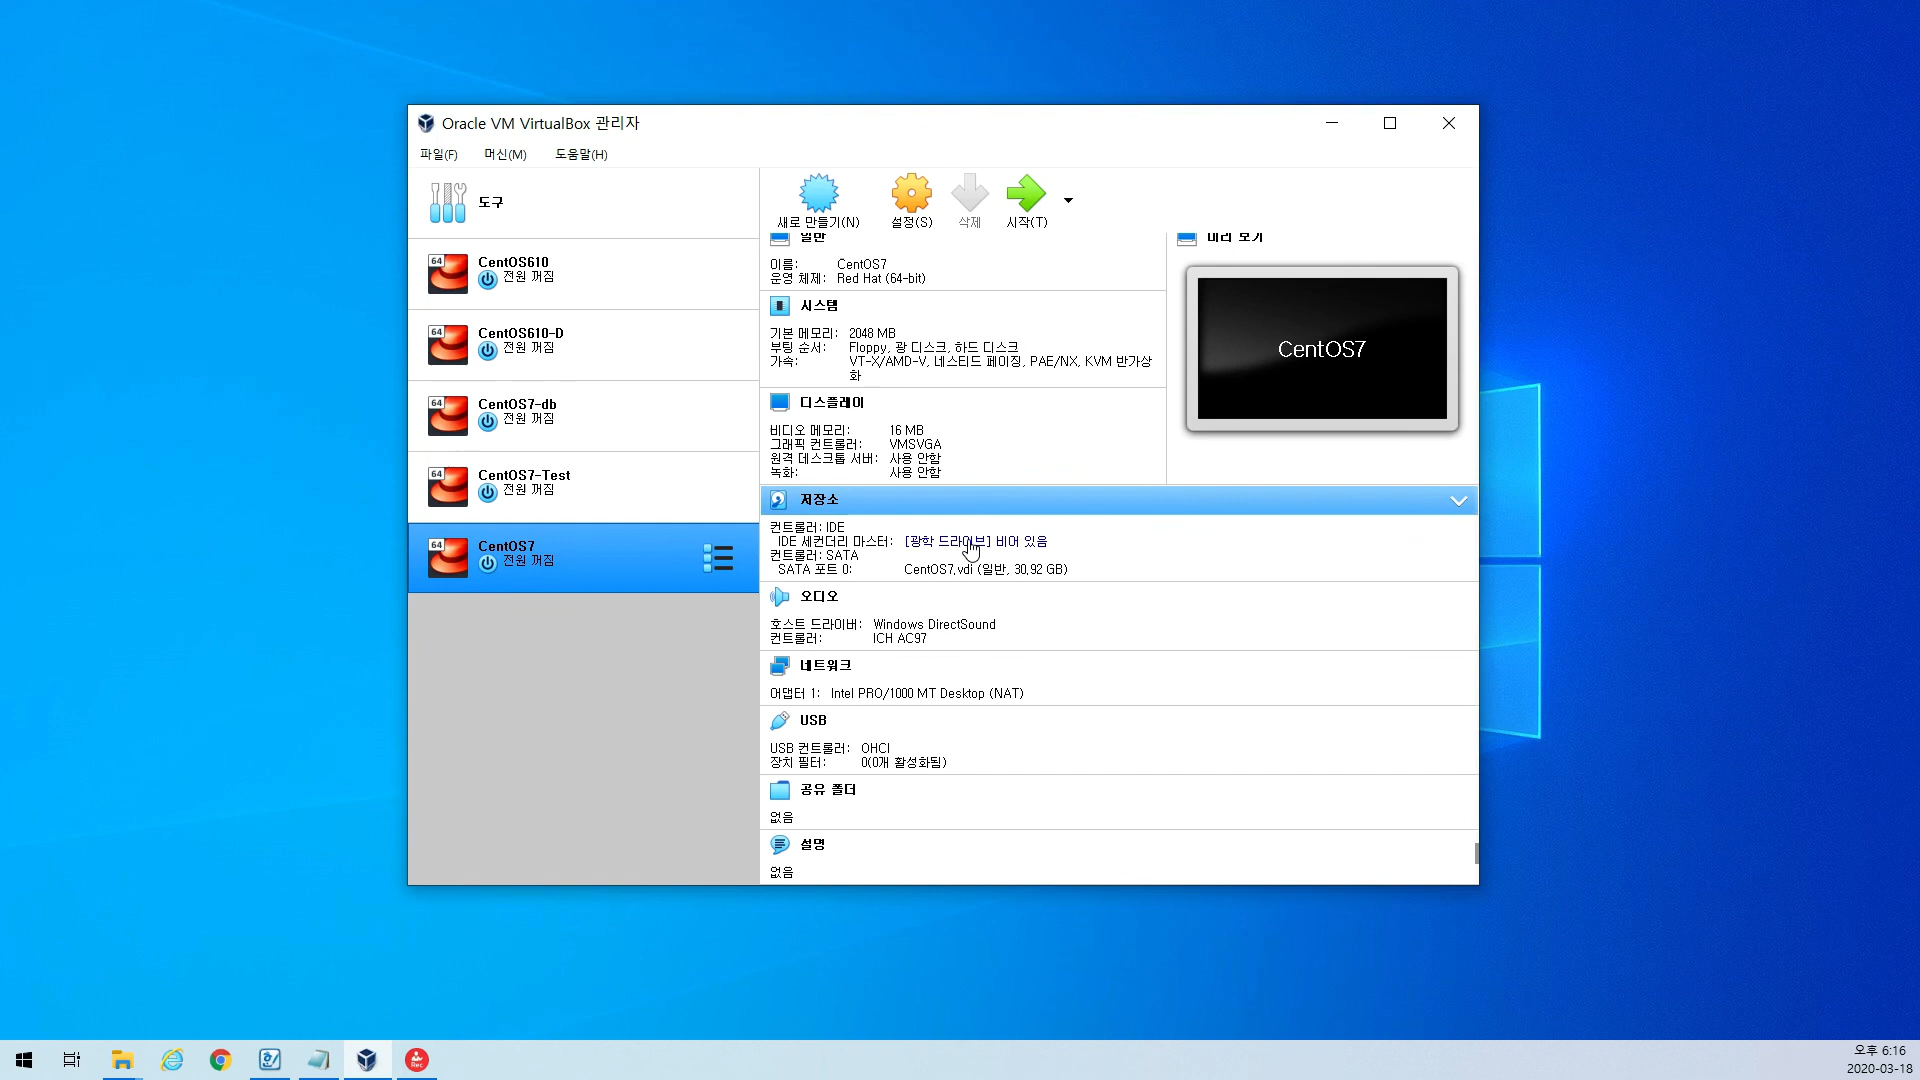 Oracle VM VirtualBox 관리자
파일(F) 머신(M) 도움말(H)
도구
새로 만들기(N) 설정(S) 삭제 시작(T)
64
CentOS610
전원 꺼짐
64
CentOS610-D
전원 꺼짐
64
CentOS7-db
전원 꺼짐
64
CentOS7-Test
전원 꺼짐
64
CentOS7
전원 꺼짐
일반
이름: CentOS7
운영 체제: Red Hat (64-bit)
시스템
기본 메모리: 2048 MB
부팅 순서: Floppy, 광 디스크, 하드 디스크
가속: VT-X/AMD-V, 네스티드 페이징, PAE/NX, KVM 반가상
화
디스플레이
비디오 메모리: 16 MB
그래픽 컨트롤러: VMSVGA
원격 데스크톱 서버: 사용 안함
녹화: 사용 안함
미리 보기
CentOS7
저장소
컨트롤러: IDE
IDE 세컨더리 마스터: [광학 드라이브] 비어 있음
컨트롤러: SATA
SATA 포트 0: CentOS7.vdi (일반, 30.92 GB)
오디오
호스트 드라이버: Windows DirectSound
컨트롤러: ICH AC97
네트워크
어댑터 1: Intel PRO/1000 MT Desktop (NAT)
USB
USB 컨트롤러: OHCI
장치 필터: 0(0개 활성화됨)
공유 폴더
없음
설명
없음
Rec
오후 6:16
2020-03-18